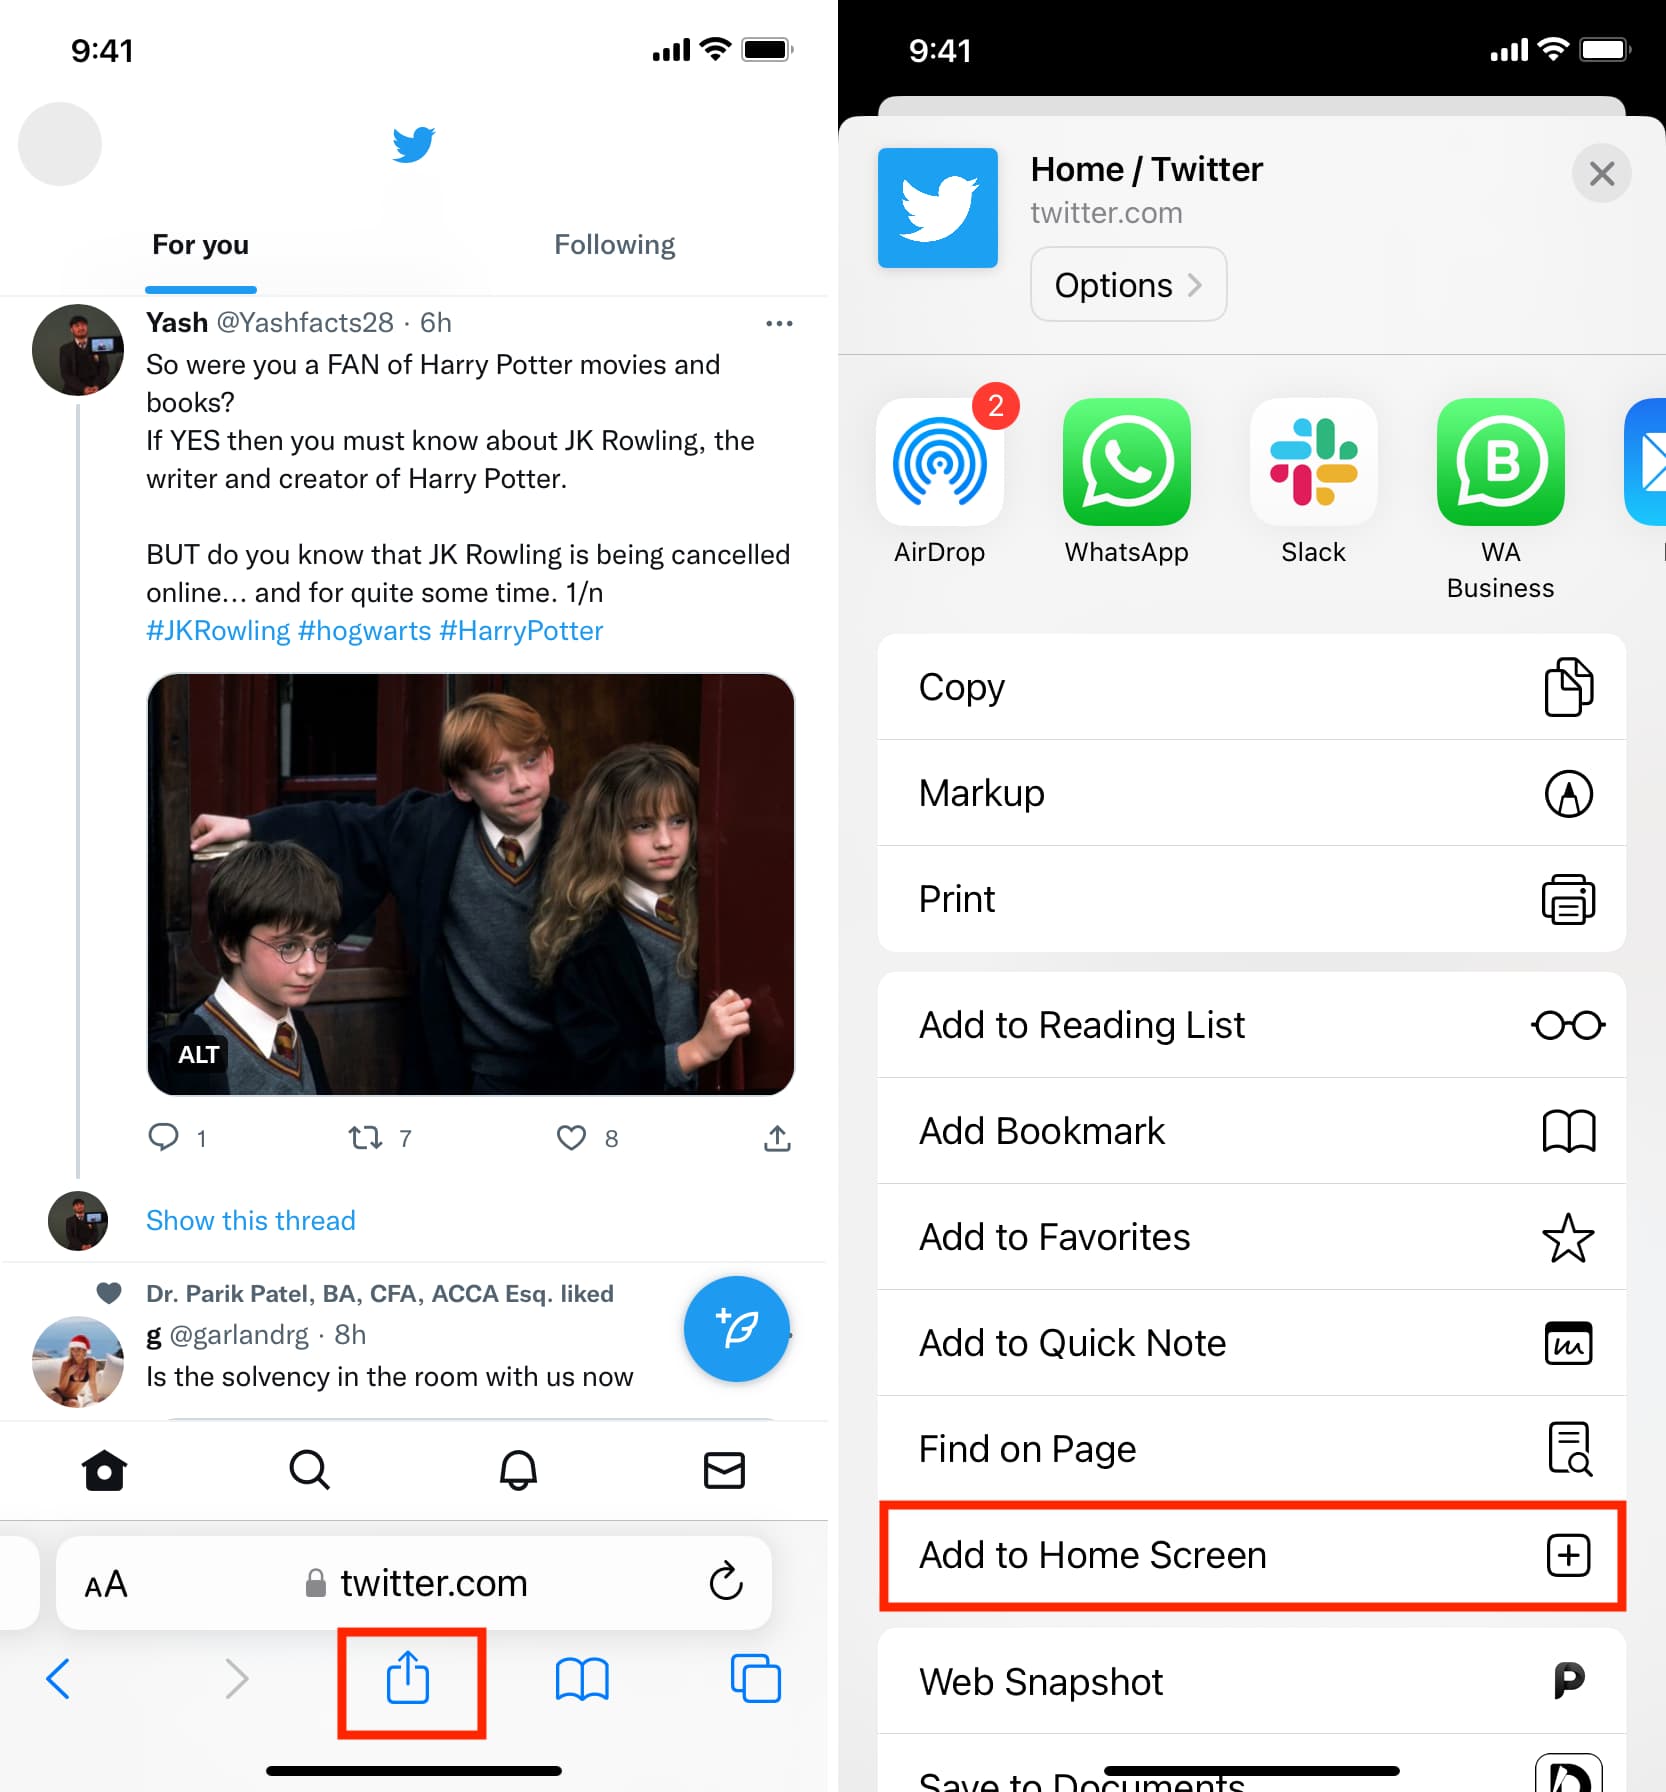 9:41
For you
Following
Yash @Yashfacts28 · 6h
So were you a FAN of Harry Potter movies and
books?
If YES then you must know about JK Rowling, the
writer and creator of Harry Potter.
BUT do you know that JK Rowling is being cancelled
online... and for quite some time. 1/n
#JKRowling #hogwarts #HarryPotter
ALT
1
7
8
Show this thread
Dr. Parik Patel, BA, CFA, ACCA Esq. liked
g @garlandrg · 8h
Is the solvency in the room with us now
AA
twitter.com
9:41
Home / Twitter
twitter.com
Options
2
AirDrop
WhatsApp
Slack
B
WA
Business
Copy
Markup
Print
Add to Reading List
Add Bookmark
Add to Favorites
Add to Quick Note
Find on Page
Add to Home Screen
Web Snapshot
Save to Documents